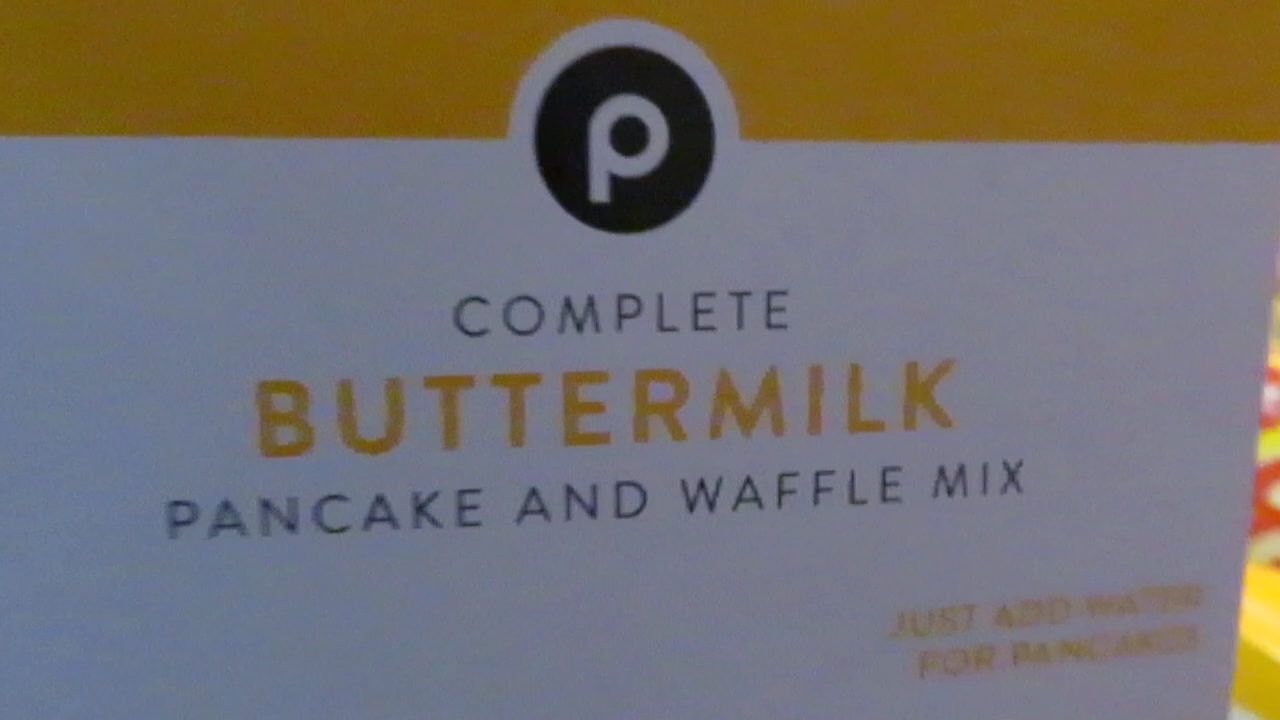 P
COMPLETE
BUTTERMILK
PANCAKE AND WAFFLE MIX
JUST ADD WATER
FOR PANCAKES